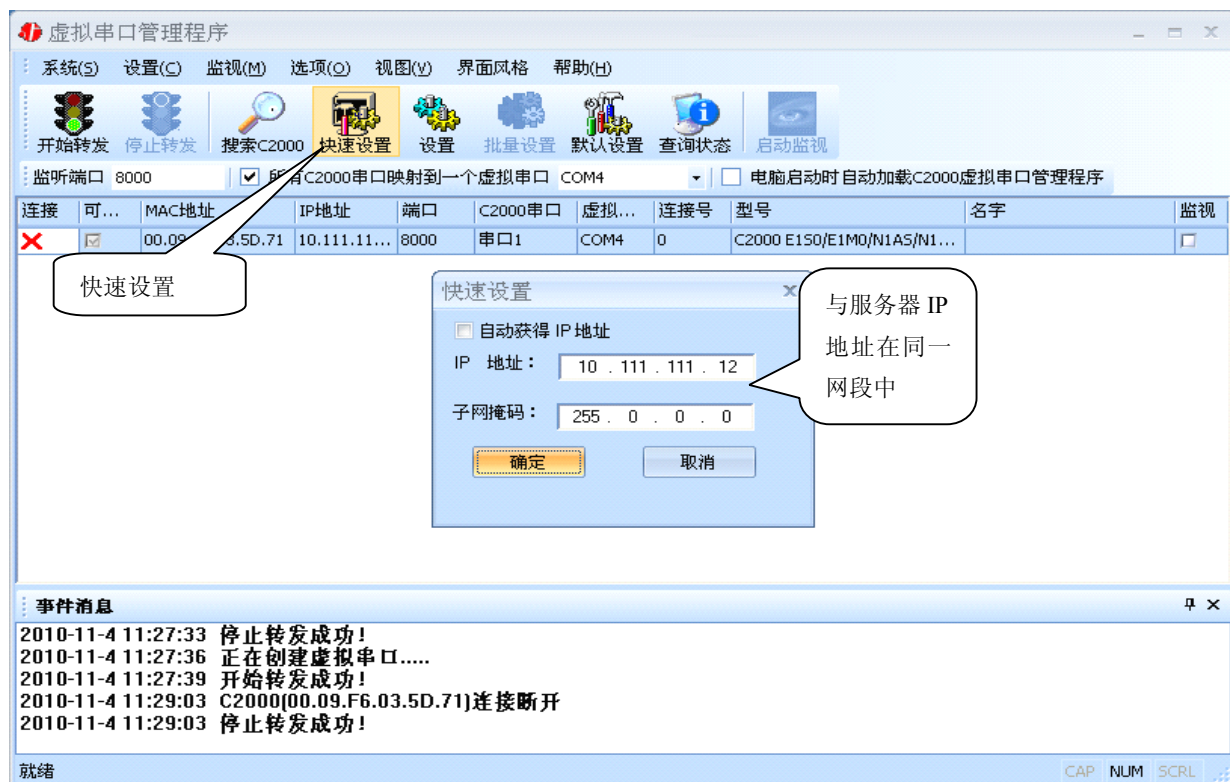 虚拟串口管理程序
系统(S) 设置(C) 监视(M) 选项(O) 视图(V) 界面风格 帮助(H)
开始转发 停止转发 搜索C2000 快速设置 设置 批量设置 默认设置 查询状态 启动监视
监听端口 8000 所有C2000串口映射到一个虚拟串口 COM4 电脑启动时自动加载C2000虚拟串口管理程序
连接 可... MAC地址 IP地址 端口 C2000串口 虚拟... 连接号 型号 名字 监视
00.09 3.5D.71 10.111.11... 8000 串口1 COM4 0 C2000 E1S0/E1M0/N1AS/N1...
快速设置
快速设置
自动获得 IP 地址
IP 地址： 10 . 111 . 111 . 12
子网掩码： 255 . 0 . 0 . 0
确定 取消
与服务器 IP
地址在同一
网段中
事件消息
2010-11-4 11:27:33 停止转发成功!
2010-11-4 11:27:36 正在创建虚拟串口.....
2010-11-4 11:27:39 开始转发成功!
2010-11-4 11:29:03 C2000(00.09.F6.03.5D.71)连接断开
2010-11-4 11:29:03 停止转发成功!
就绪 CAP NUM SCRL